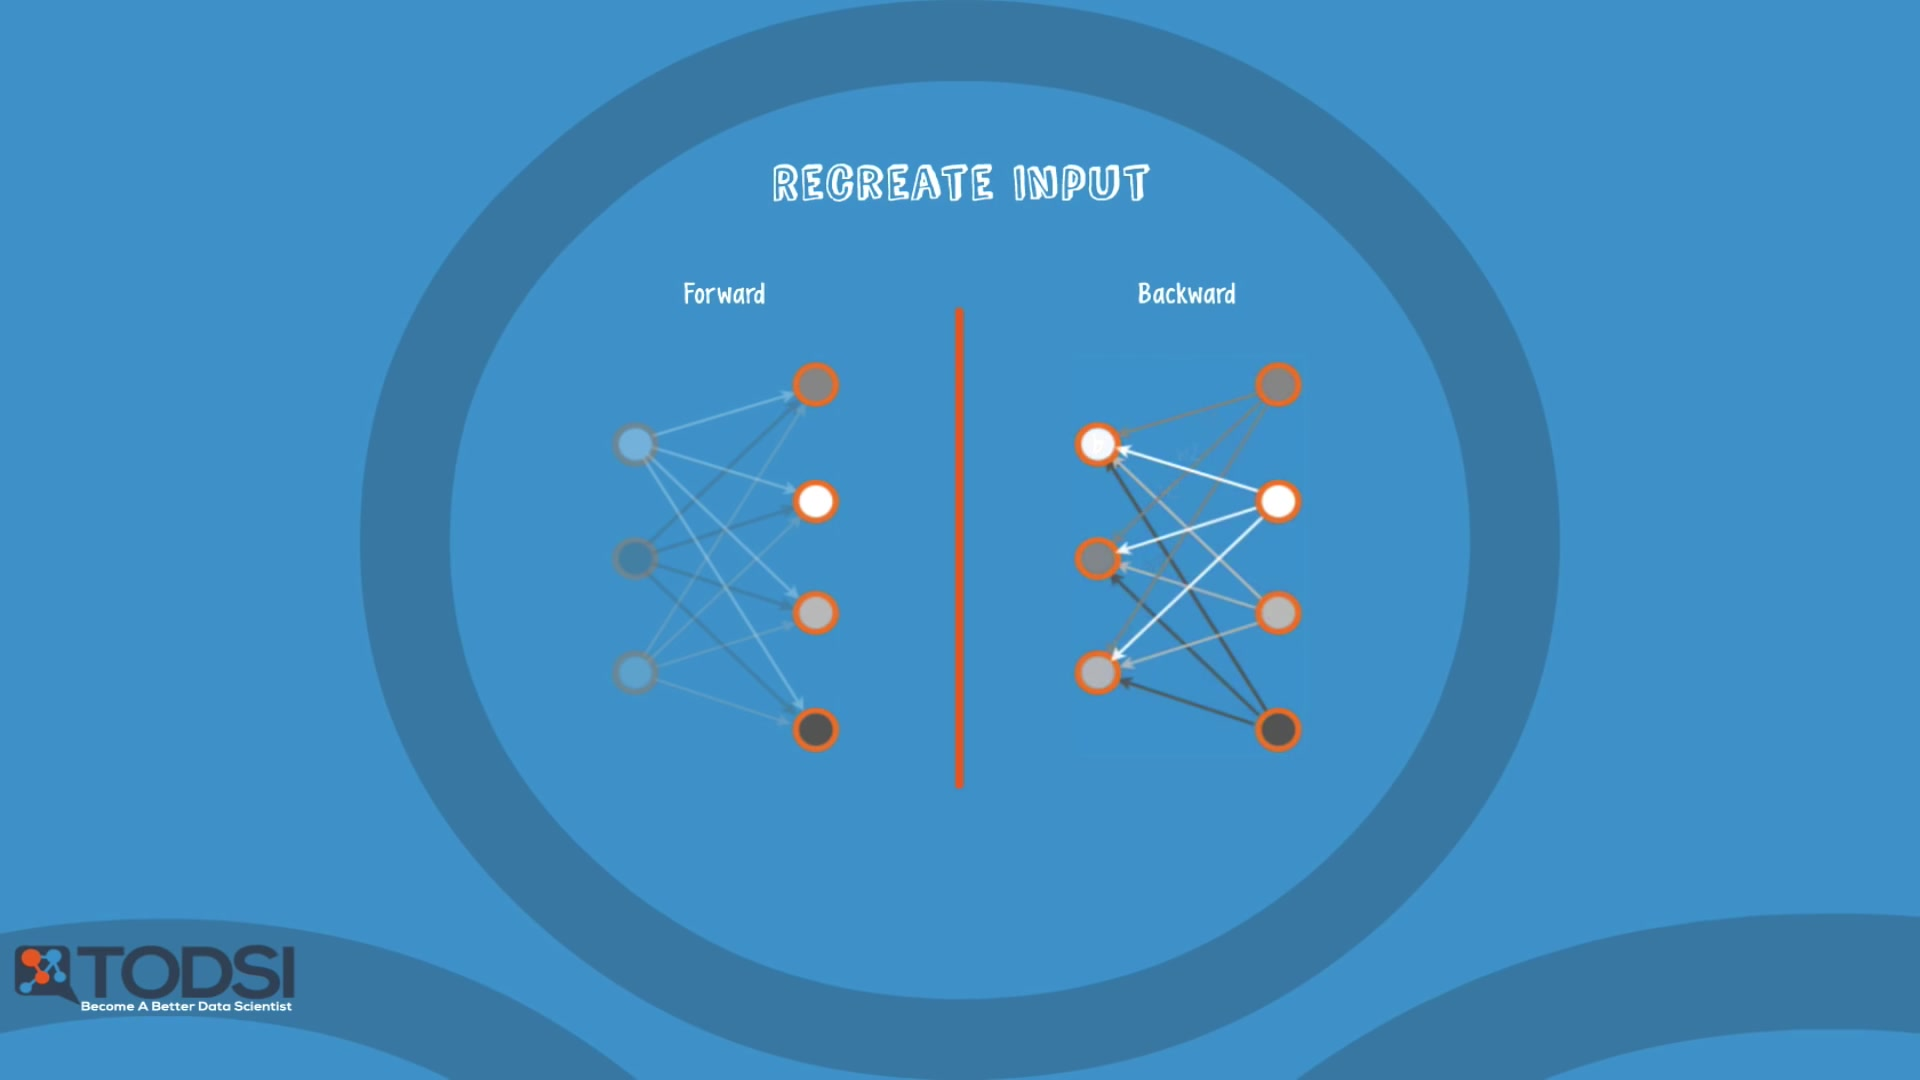 RECREATE INPUT
Forward
Backward
TODSI
Become A Better Data Scientist